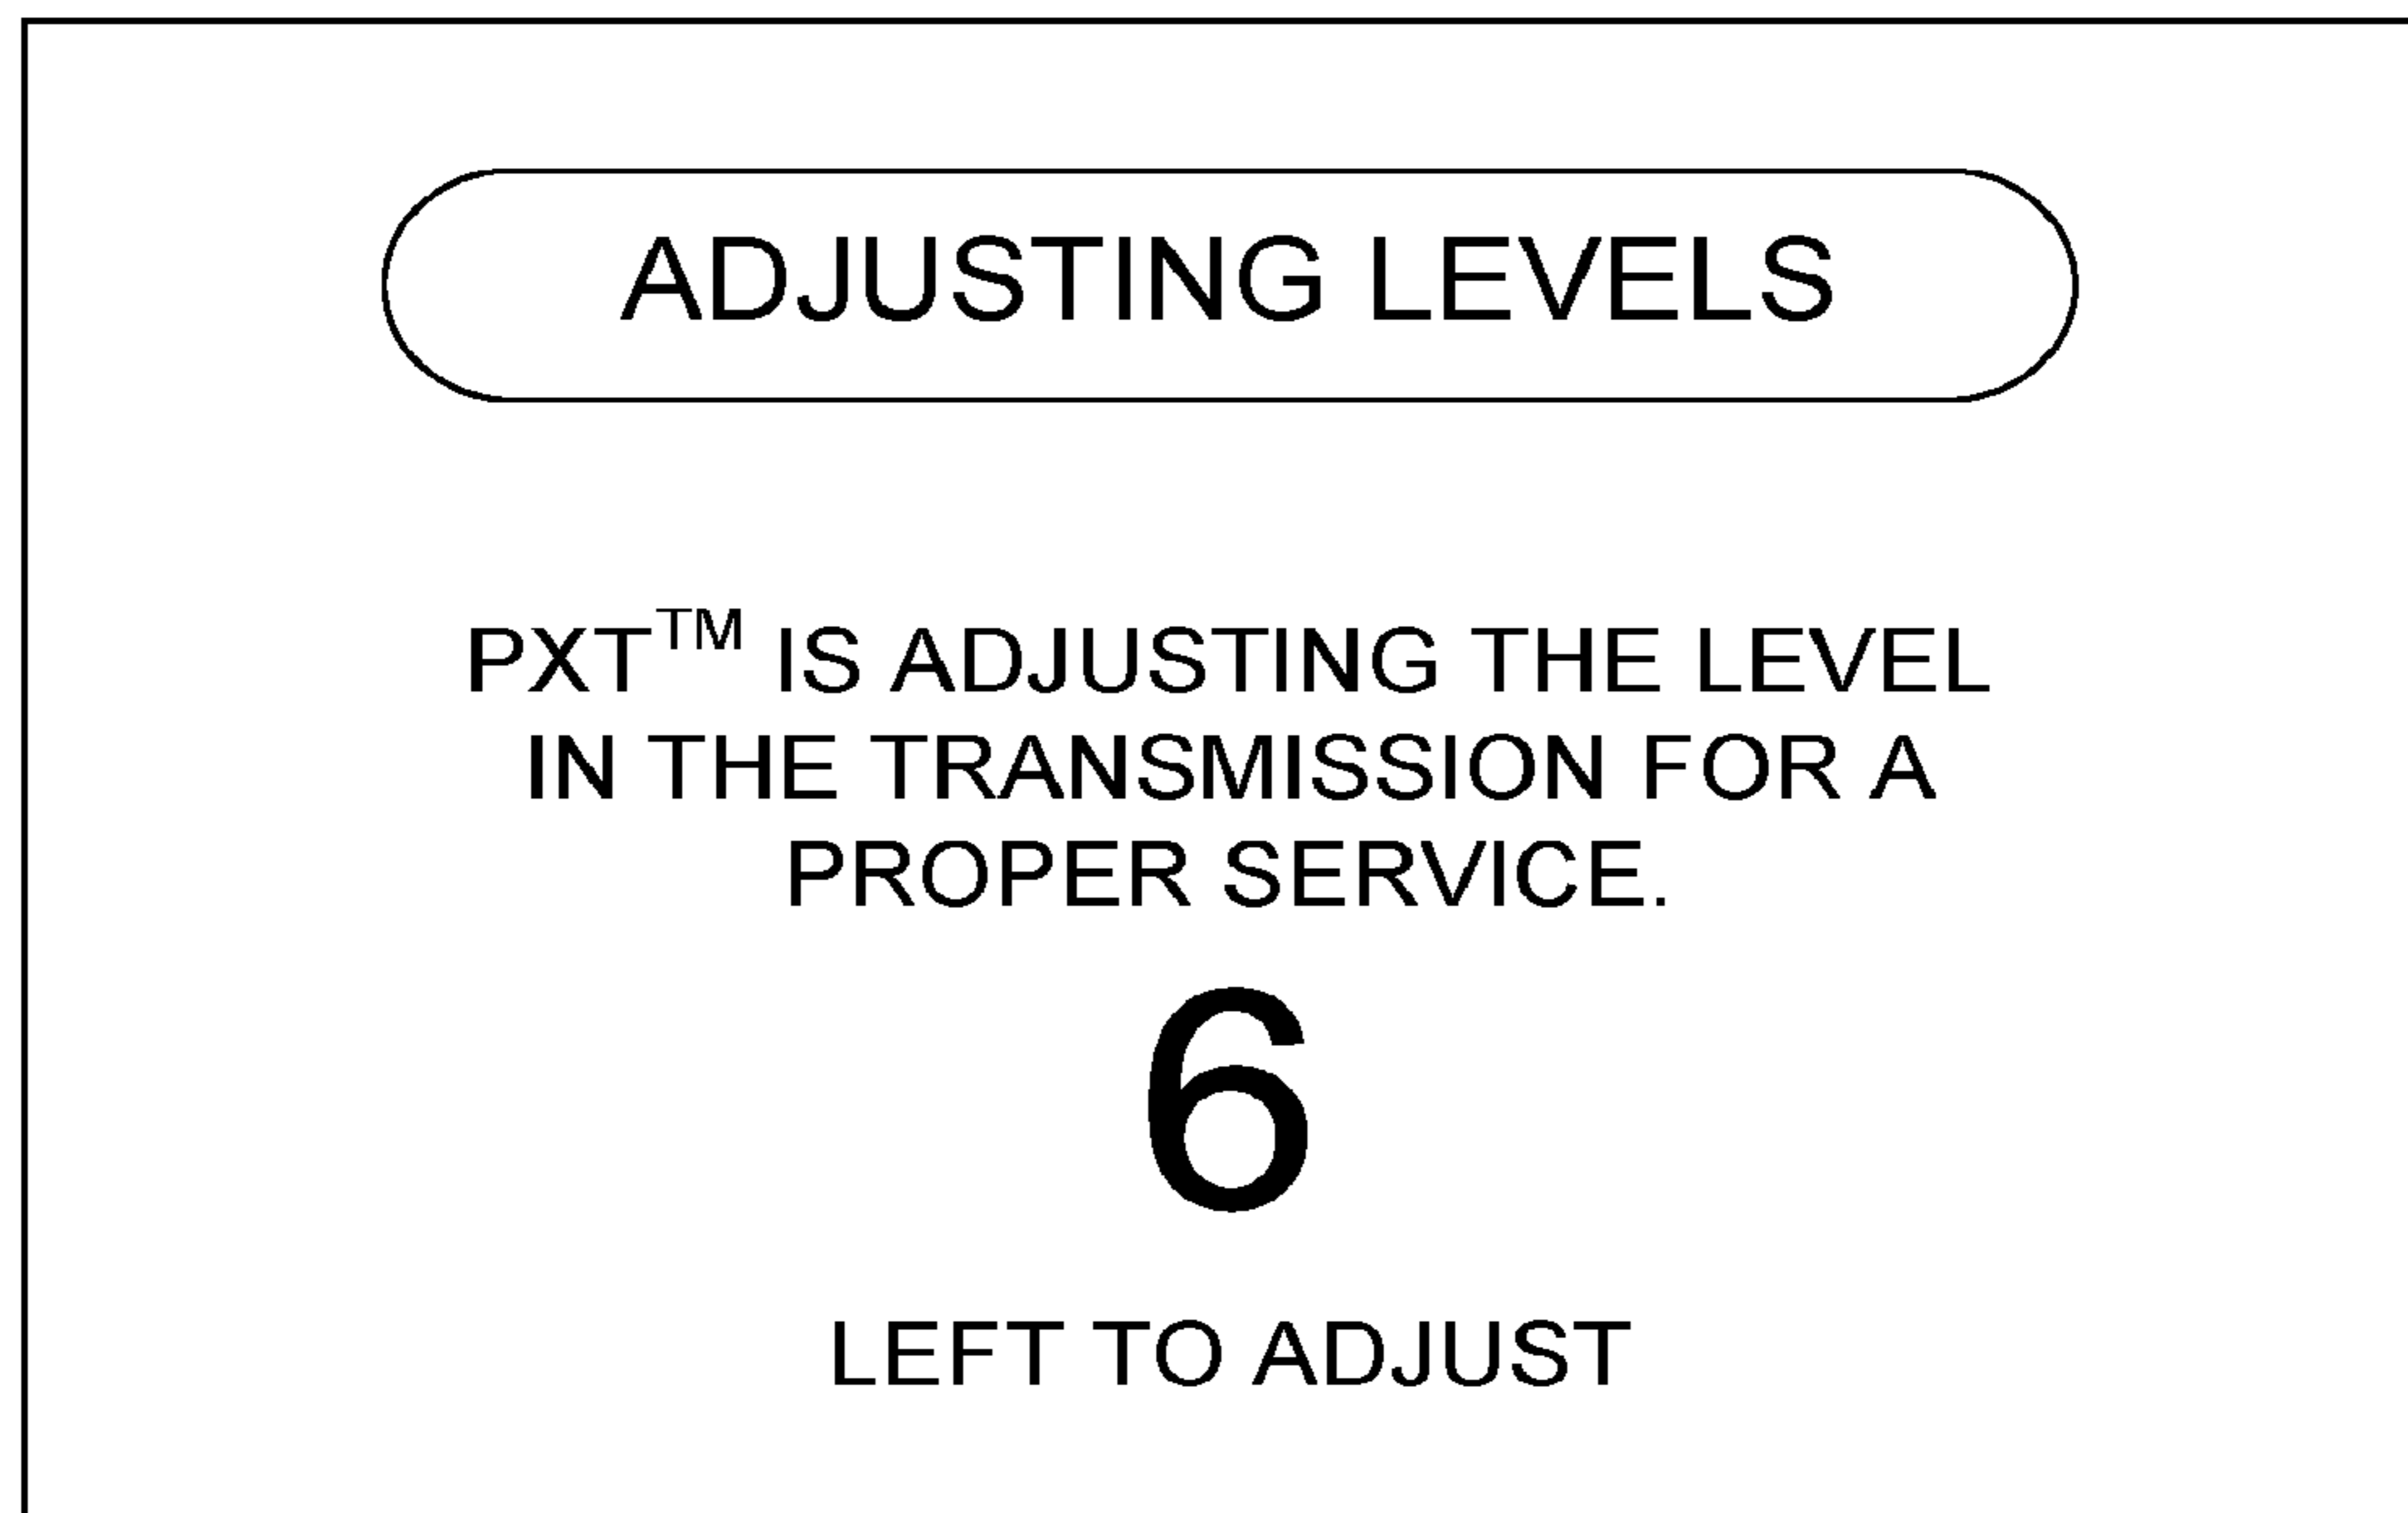 ADJUSTING LEVELS
PXT™ IS ADJUSTING THE LEVEL
IN THE TRANSMISSION FOR A
PROPER SERVICE.
6
LEFT TO ADJUST